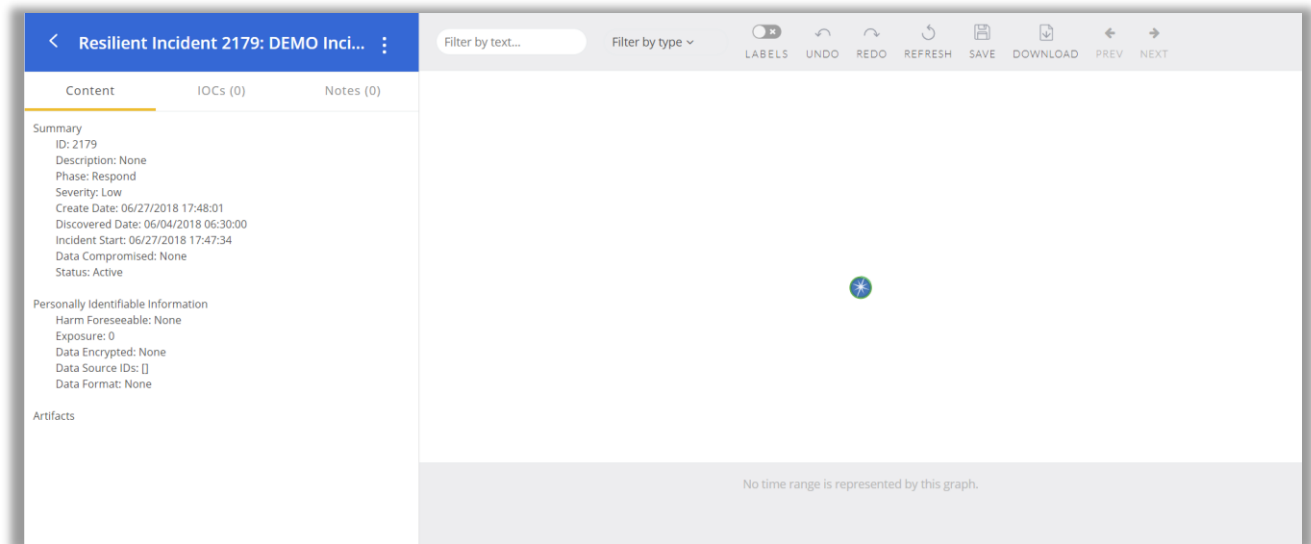 Resilient Incident 2179: DEMO Inci...
Filter by text...
Filter by type
LABELS UNDO REDO REFRESH SAVE DOWNLOAD PREV NEXT
Content IOCs (0) Notes (0)
Summary
ID: 2179
Description: None
Phase: Respond
Severity: Low
Create Date: 06/27/2018 17:48:01
Discovered Date: 06/04/2018 06:30:00
Incident Start: 06/27/2018 17:47:34
Data Compromised: None
Status: Active
Personally Identifiable Information
Harm Foreseeable: None
Exposure: 0
Data Encrypted: None
Data Source IDs: []
Data Format: None
Artifacts
No time range is represented by this graph.